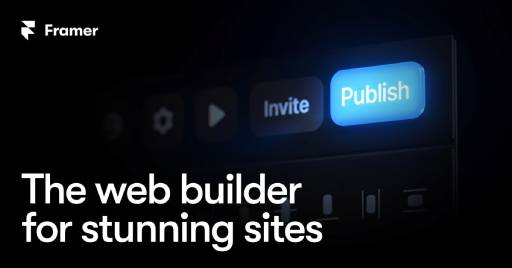 Framer
Invite
Publish
The web builder
for stunning sites